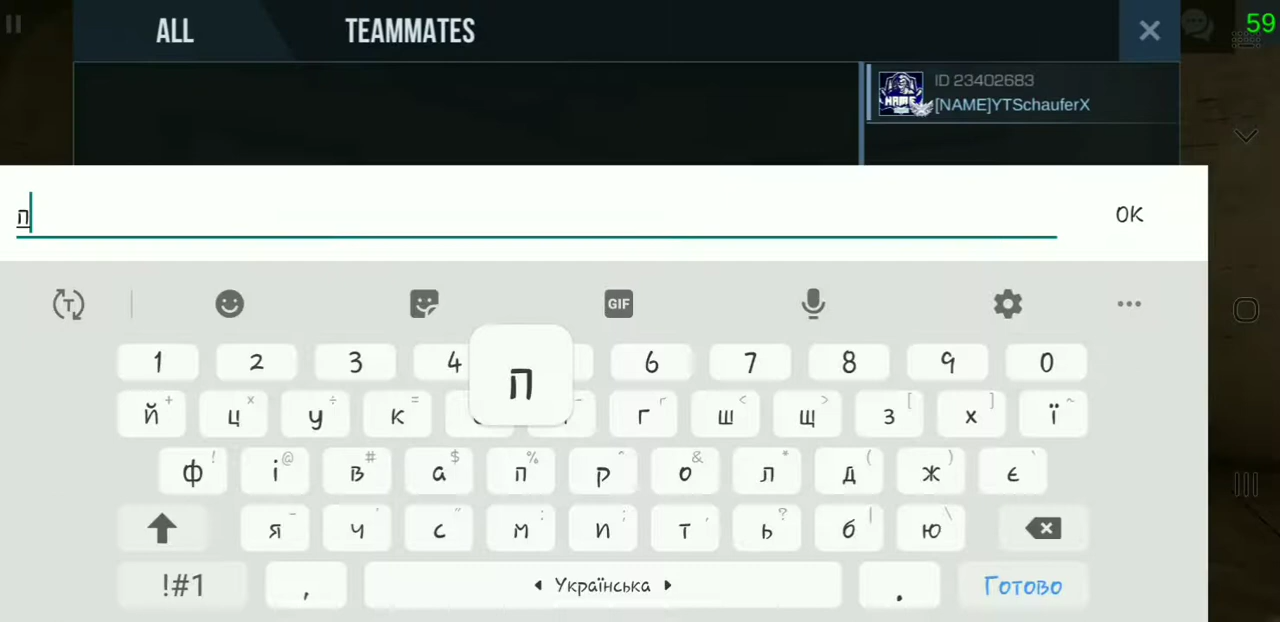 ALL TEAMMATES 59
ID 23402683
[NAME]YTSchauferX
п
OK
GIF
п
1 2 3 4 6 7 8 9 0
й + ц × у ÷ к = - г ґ ш < щ > з [ х ] ї ~
ф ! і @ в # а $ п % р ^ о & л * д ( ж ) є `
я - ч ' с " м : и ; т , ь ? б | ю \
!#1 , Українська . Готово